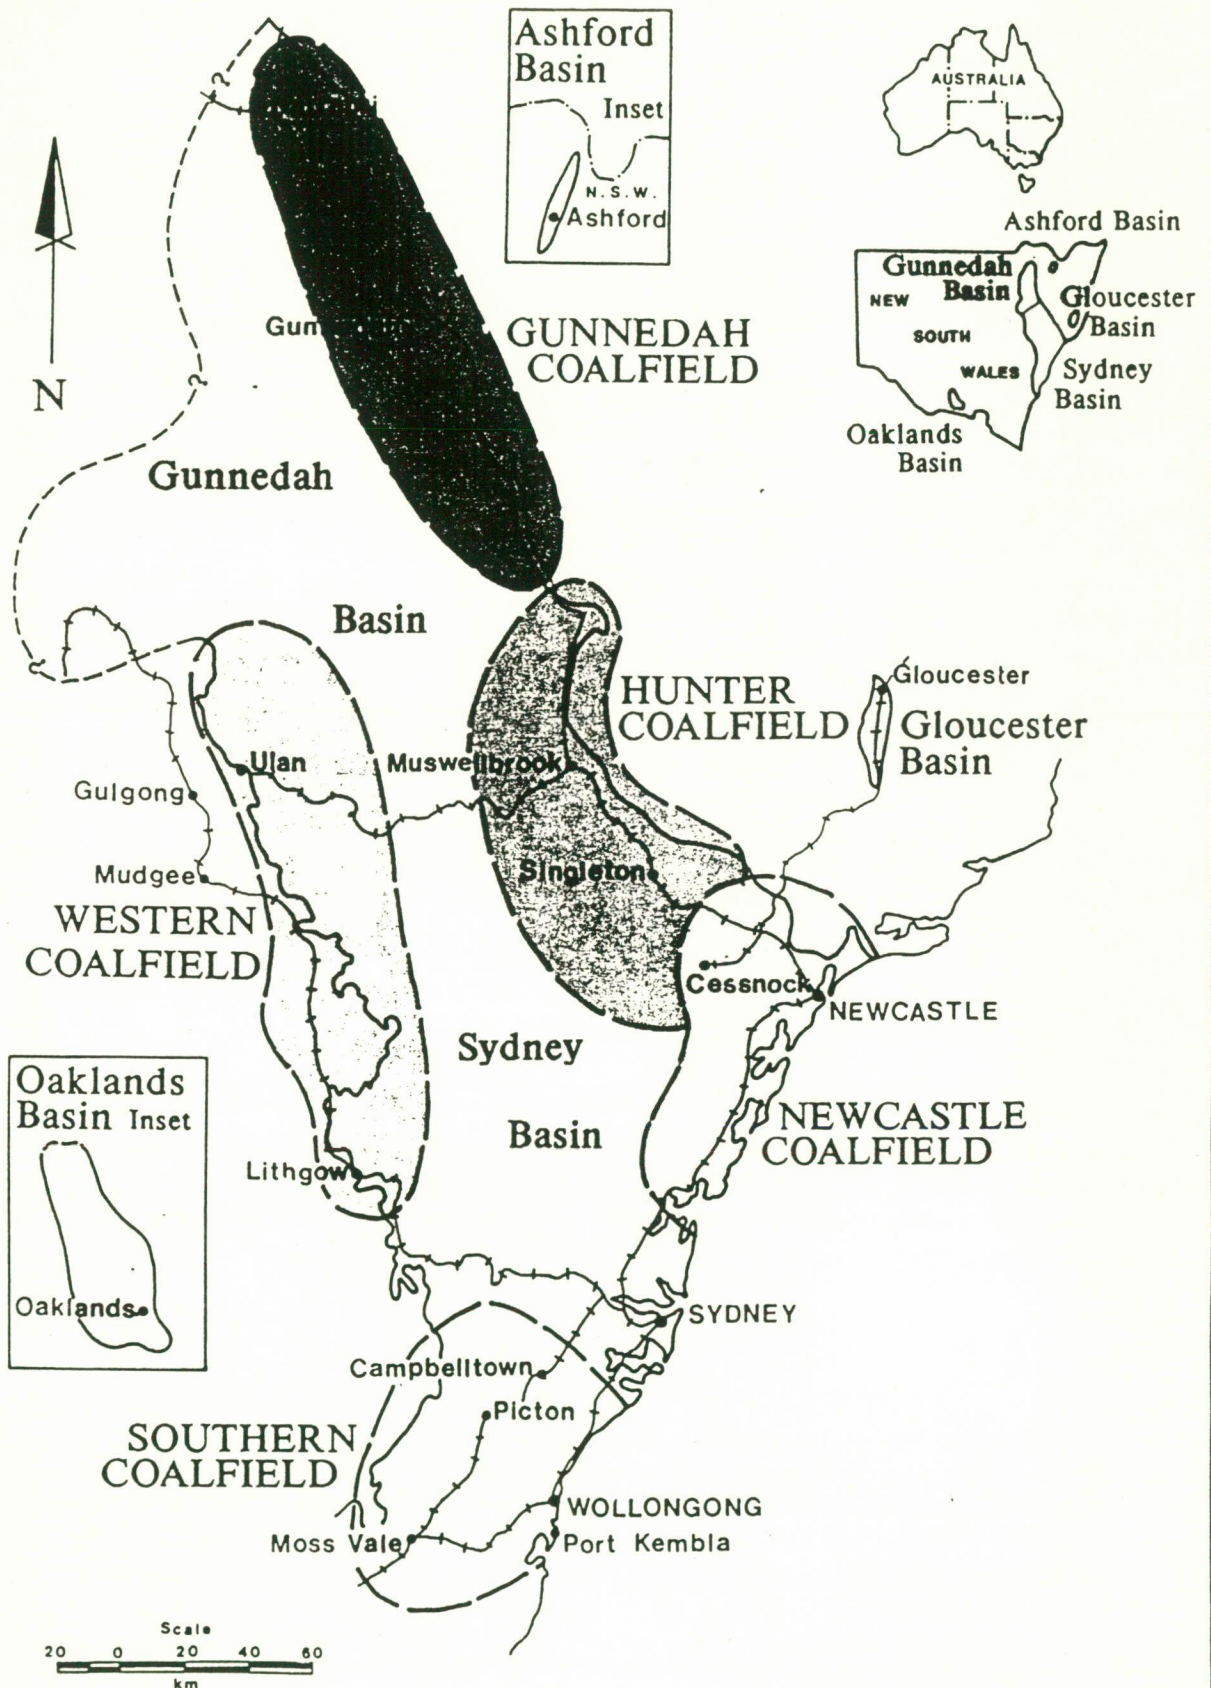 Ashford
Basin
Inset
N.S.W.
Ashford
AUSTRALIA
Ashford Basin
Gunnedah
Basin
Gloucester
Basin
NEW
SOUTH
WALES
Sydney
Basin
Oaklands
Basin
?
?
N
GUNNEDAH
COALFIELD
Gunnedah
Basin
HUNTER
COALFIELD
Gloucester
Gloucester
Basin
Ulan
Muswellbrook
Gulgong
Singleton
Mudgee
WESTERN
COALFIELD
Cessnock
NEWCASTLE
Sydney
Basin
Oaklands
Basin Inset
Oaklands
NEWCASTLE
COALFIELD
Lithgow
SYDNEY
Campbelltown
Picton
SOUTHERN
COALFIELD
WOLLONGONG
Moss Vale
Port Kembla
Scale
20 0 20 40 60
km